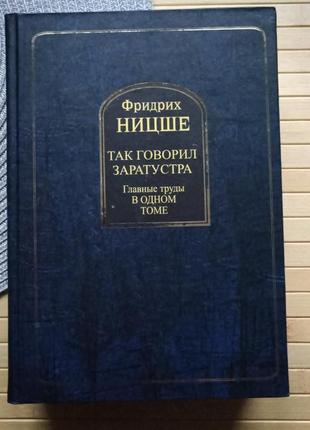 Фридрих
НИЦШЕ
ТАК ГОВОРИЛ
ЗАРАТУСТРА
Главные труды
В ОДНОМ
ТОМЕ